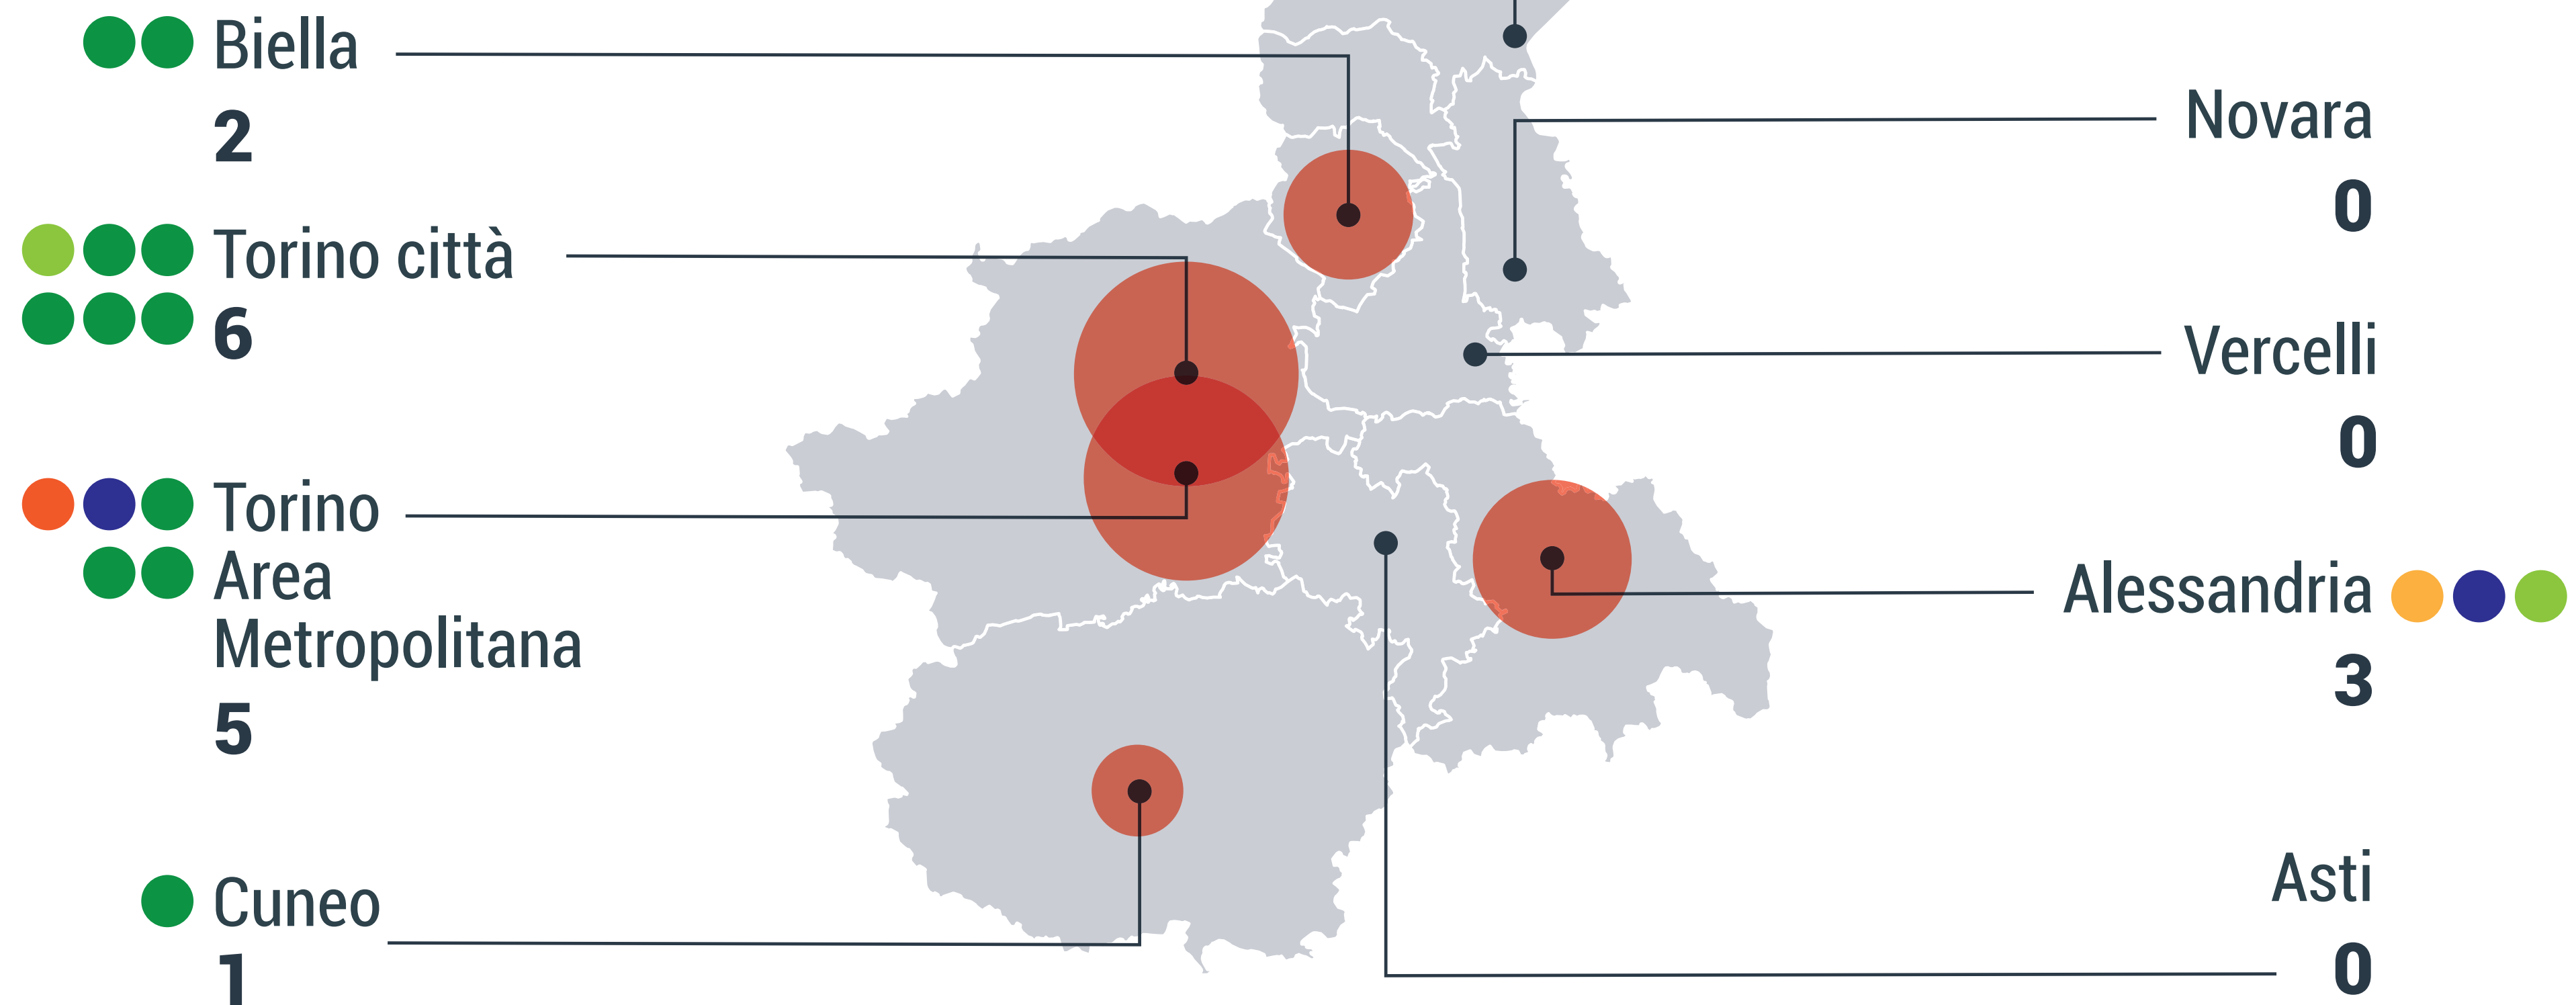 Biella
2
Torino città
6
Torino
Area
Metropolitana
5
Cuneo
1
Novara
0
Vercelli
0
Alessandria
3
Asti
0